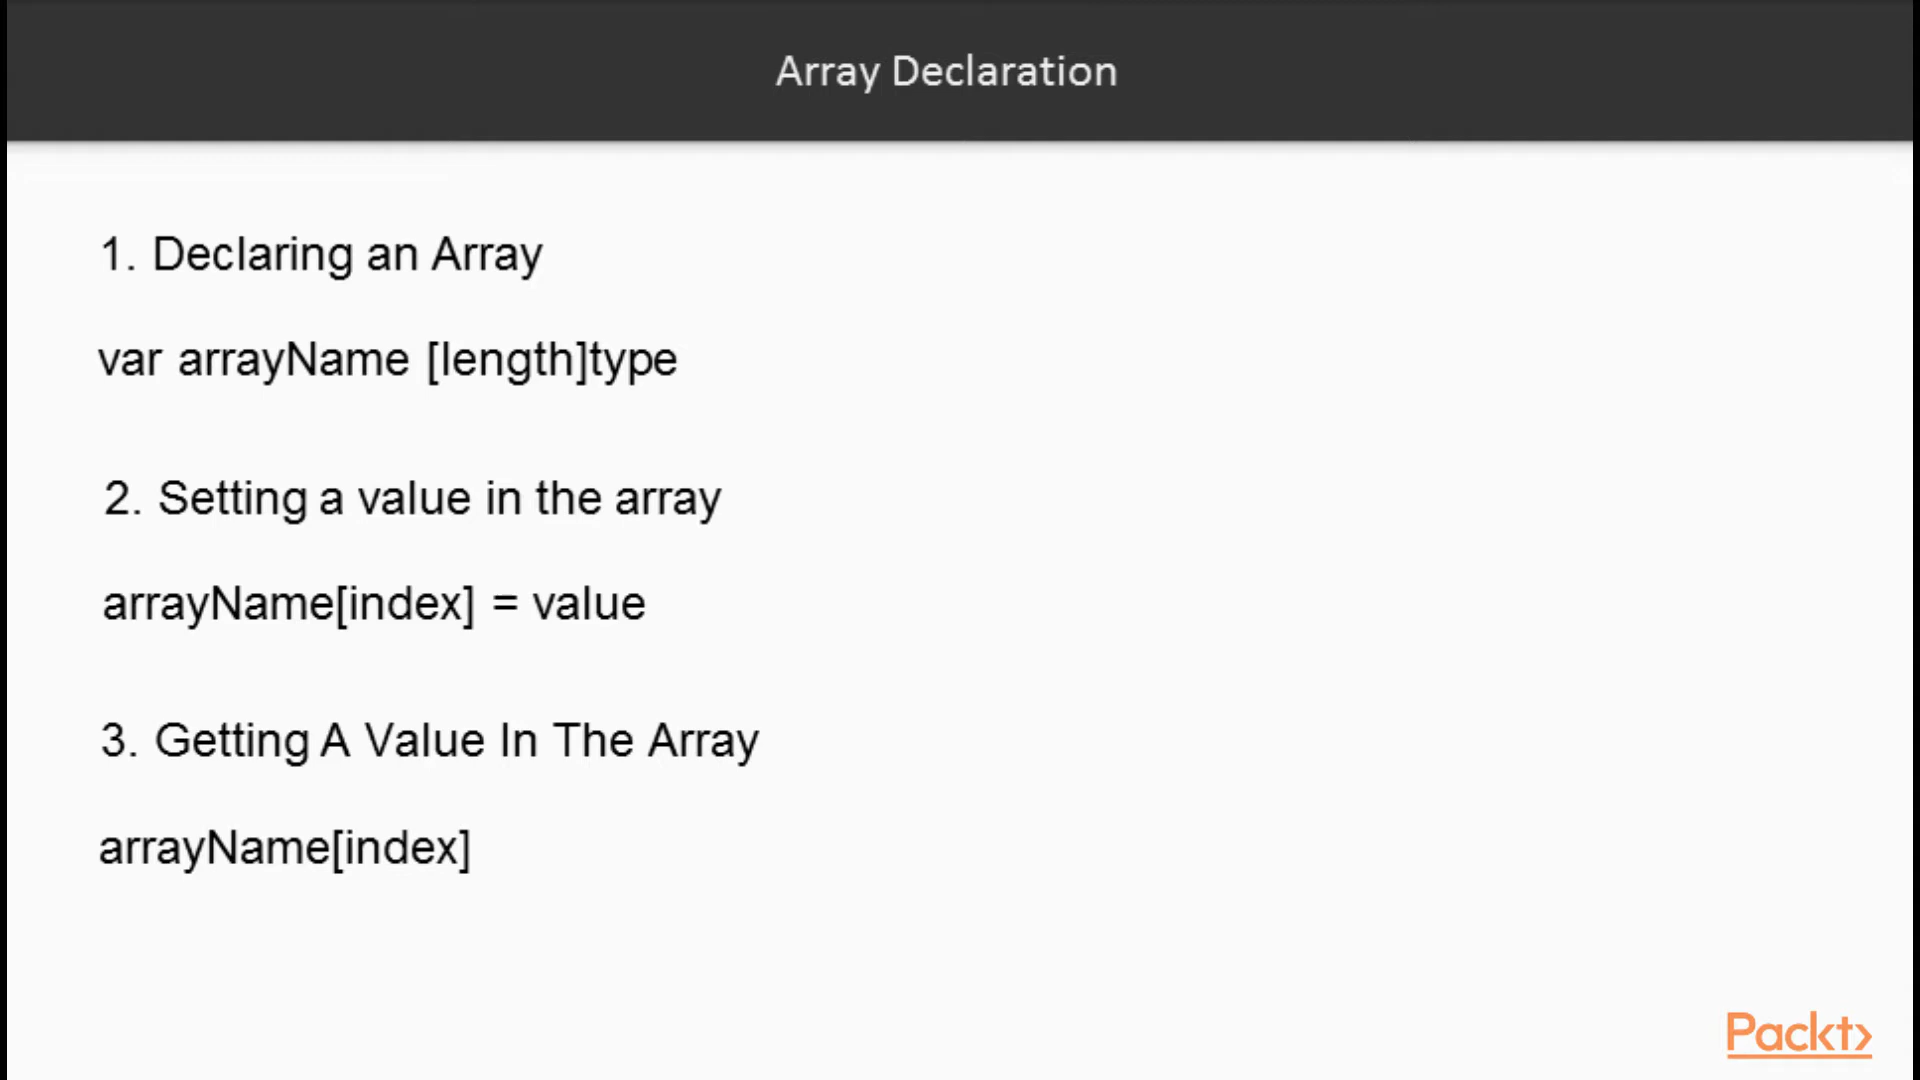 Array Declaration
1. Declaring an Array
var arrayName [length]type
2. Setting a value in the array
arrayName[index] = value
3. Getting A Value In The Array
arrayName[index]
Packt